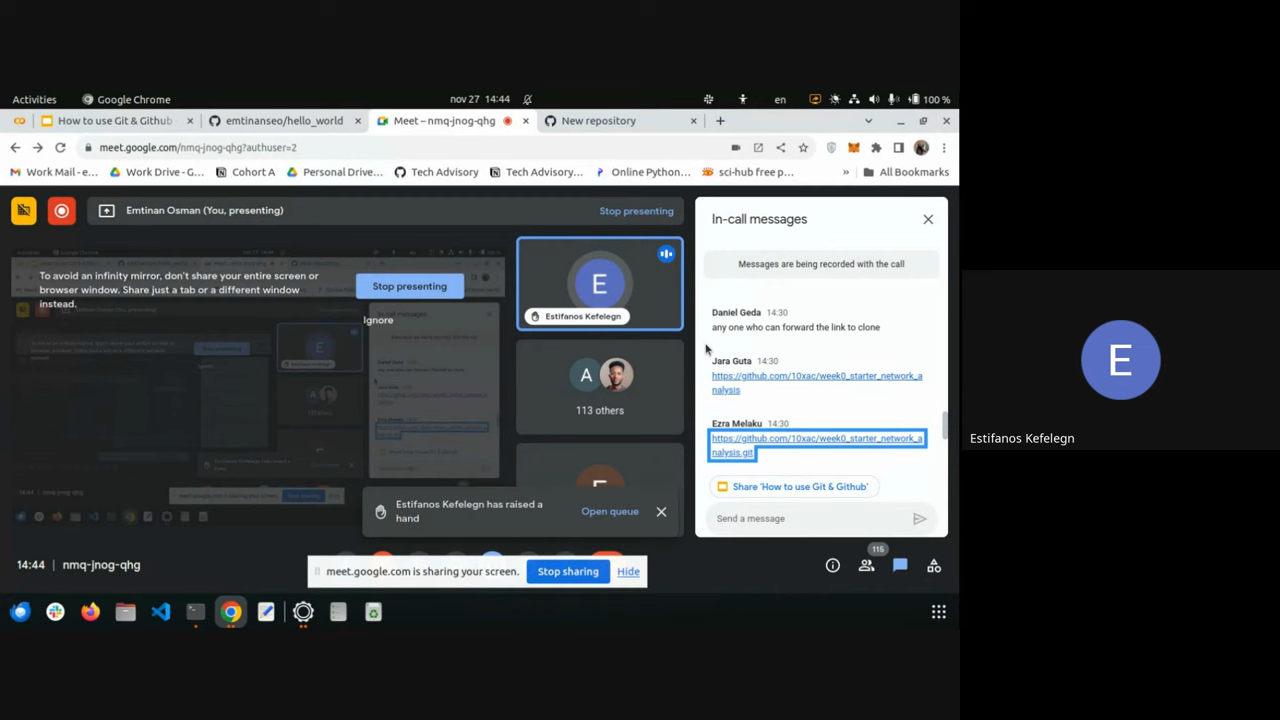 Activities
Google Chrome
nov 27 14:44
en
100 %
How to use Git & Github
emtinanseo/hello_world
Meet – nmq-jnog-qhg
New repository
meet.google.com/nmq-jnog-qhg?authuser=2
Work Mail - e...
Work Drive - G...
Cohort A
Personal Drive...
Tech Advisory
Tech Advisory...
Online Python...
sci-hub free p...
»
All Bookmarks
Emtinan Osman (You, presenting)
Stop presenting
To avoid an infinity mirror, don't share your entire screen or
browser window. Share just a tab or a different window
instead.
Stop presenting
Ignore
E
Estifanos Kefelegn
A
113 others
Estifanos Kefelegn has raised a
hand
Open queue
In-call messages
Messages are being recorded with the call
Daniel Geda 14:30
any one who can forward the link to clone
Jara Guta 14:30
https://github.com/10xac/week0_starter_network_a
nalysis
Ezra Melaku 14:30
https://github.com/10xac/week0_starter_network_a
nalysis.git
Share 'How to use Git & Github'
Send a message
14:44 | nmq-jnog-qhg
meet.google.com is sharing your screen.
Stop sharing
Hide
115
E
Estifanos Kefelegn